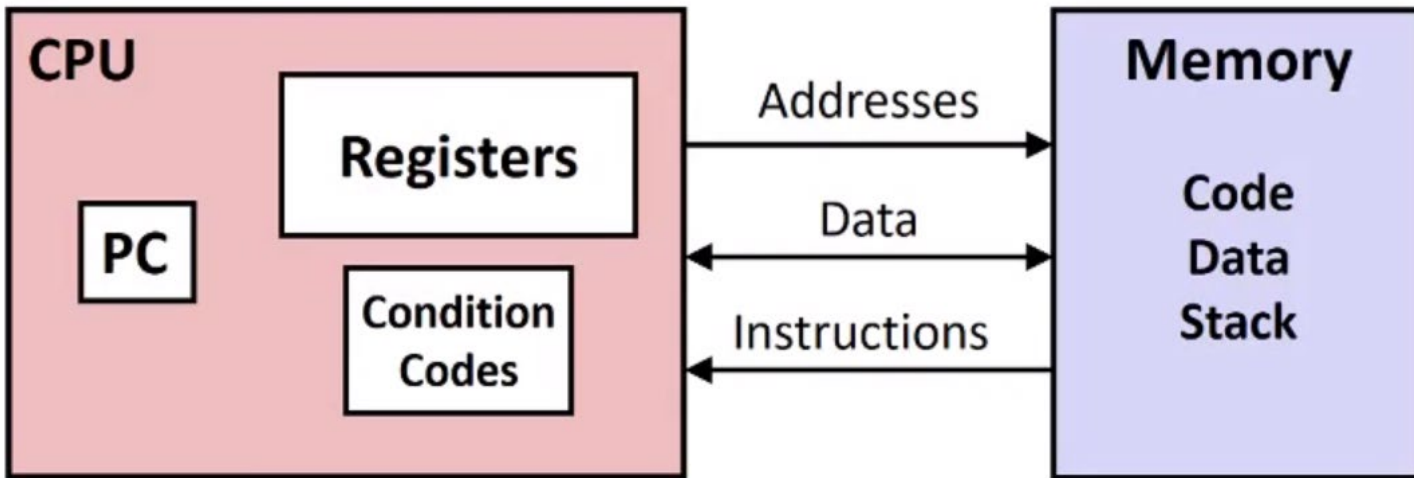 CPU
Registers
PC
Condition
Codes
Addresses
Data
Instructions
Memory
Code
Data
Stack